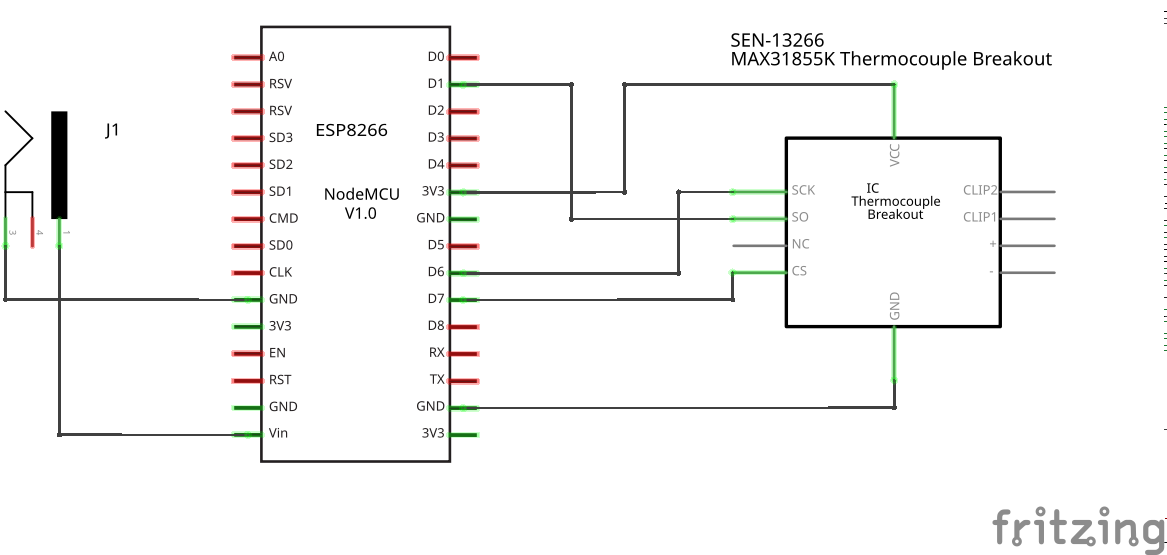 SEN-13266
MAX31855K Thermocouple Breakout
J1
3
4
1
ESP8266
NodeMCU
V1.0
A0
RSV
RSV
SD3
SD2
SD1
CMD
SD0
CLK
GND
3V3
EN
RST
GND
Vin
D0
D1
D2
D3
D4
3V3
GND
D5
D6
D7
D8
RX
TX
GND
3V3
VCC
IC
Thermocouple
Breakout
SCK
SO
NC
CS
CLIP2
CLIP1
+
-
GND
fritzing